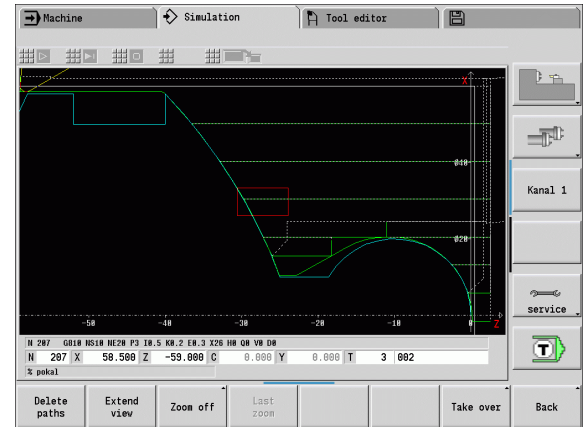 Machine Simulation Tool editor
X
Ø40
Kanal 1
Ø20
-50 -40 -30 -20 -10 0 Z
service
N 207 G810 NS10 NE20 P3 I0.5 K0.2 E0.3 X26 H0 Q0 V0 D0
N 207 X 58.500 Z -59.000 C 0.000 Y 0.000 T 3 002
% pokal
T
Delete paths Extend view Zoom off Last zoom Take over Back